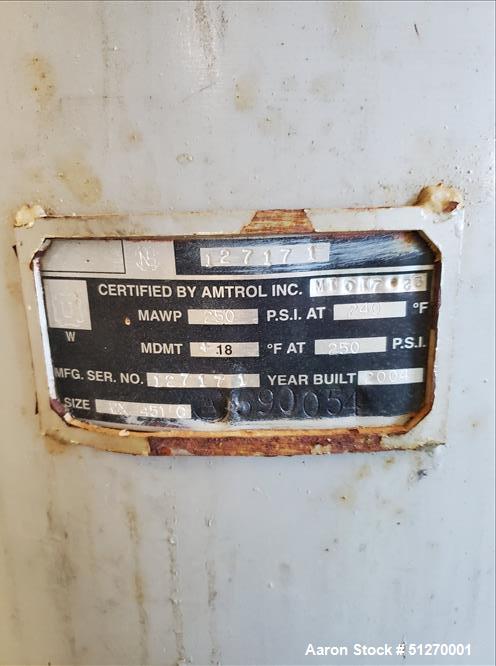 127171
CERTIFIED BY AMTROL INC.
MAWP 250 P.S.I. AT 240 °F
W
MDMT 18 °F AT 250 P.S.I.
MFG. SER. NO. 127171 YEAR BUILT 2004
SIZE
Aaron Stock # 51270001